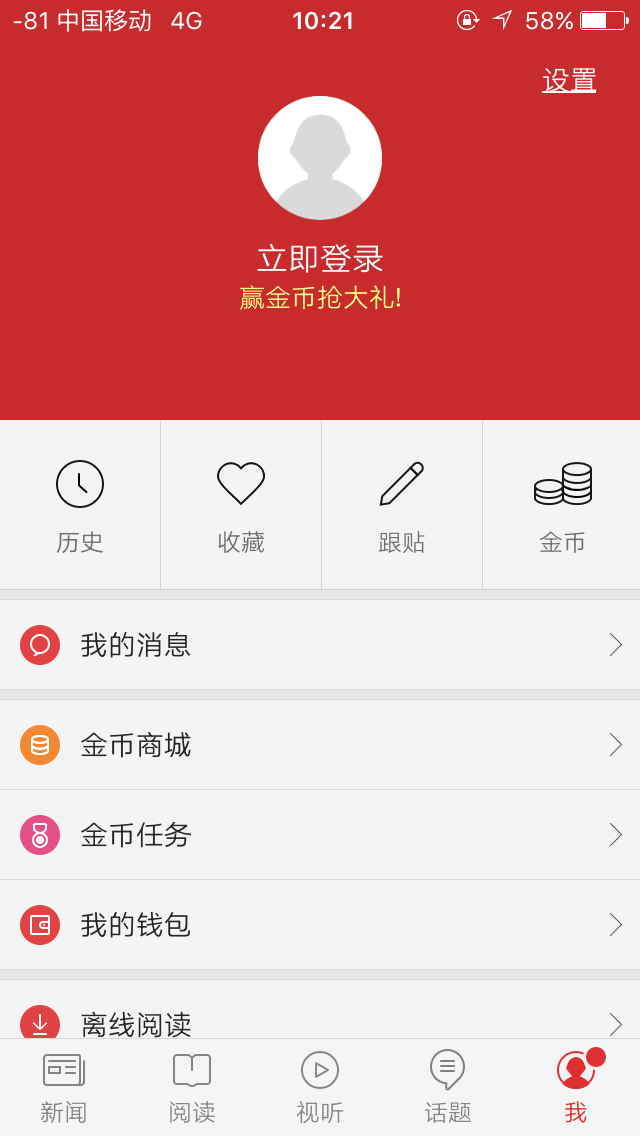 -81 中国移动 4G 10:21 58%
设置
立即登录
赢金币抢大礼!
历史 收藏 跟贴 金币
我的消息
金币商城
金币任务
我的钱包
离线阅读
新闻 阅读 视听 话题 我